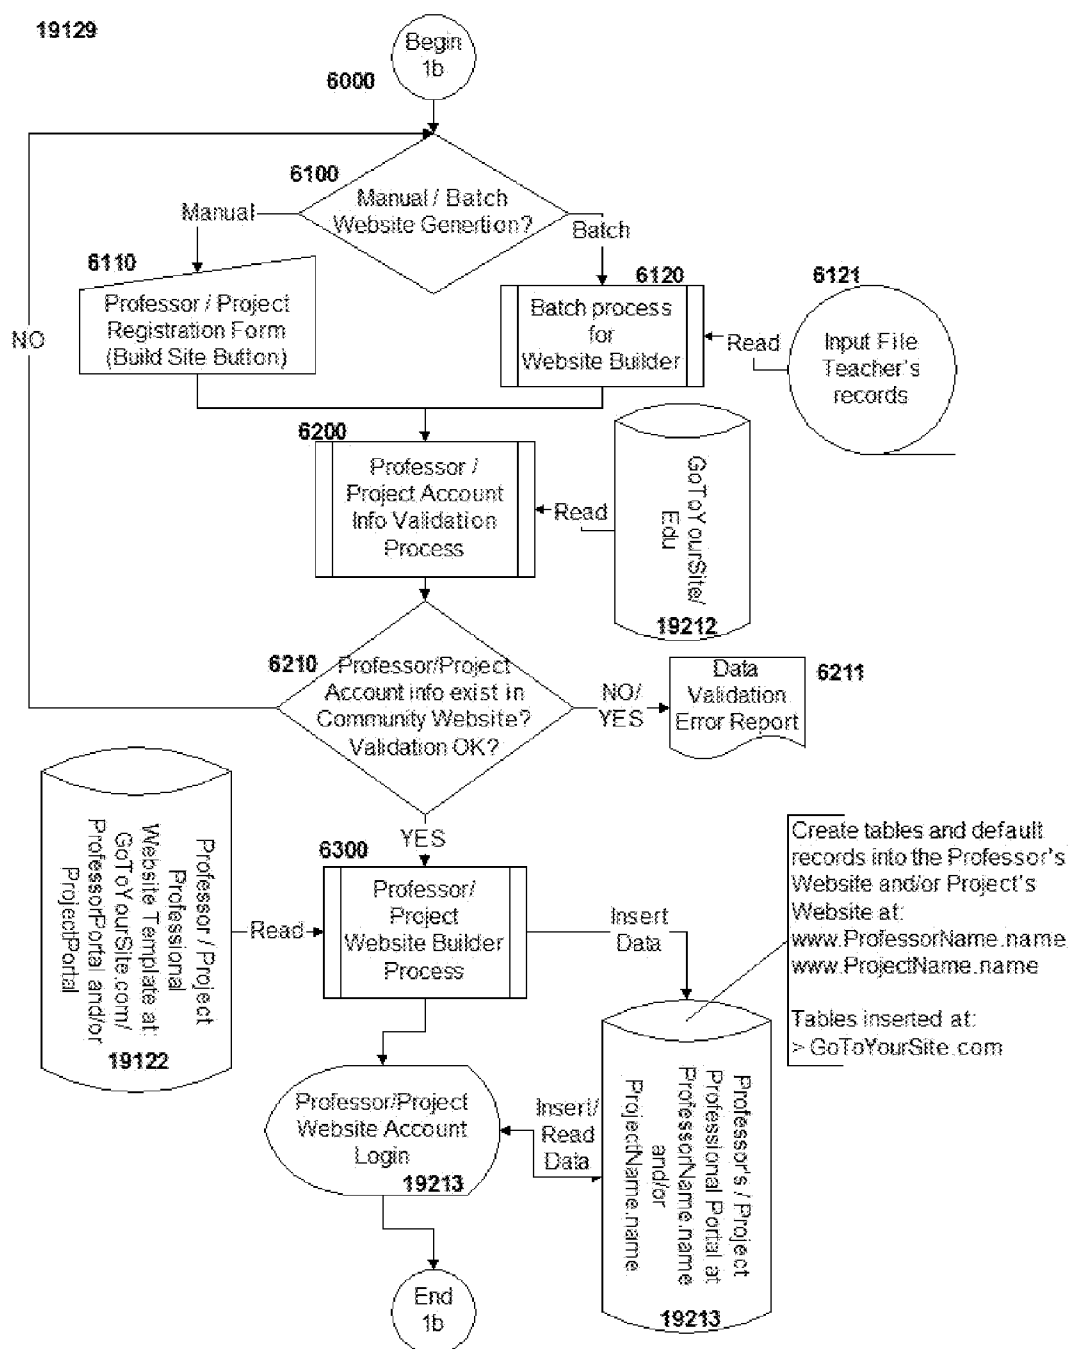 19129
Begin
1b
6000
6100
Manual / Batch
Website Genertion?
Manual
Batch
6110
Professor / Project
Registration Form
(Build Site Button)
6120
Batch process
for
Website Builder
Read
6121
Input File
Teacher's
records
NO
6200
Professor /
Project Account
Info Validation
Process
Read
GoToYourSite/
Edu
19212
6210
Professor/Project
Account info exist in
Community Website?
Validation OK?
NO/
YES
Data
Validation
Error Report
6211
YES
Professor / Project
Professional
Website Template at:
GoToYourSite.com/
ProfessorPortal and/or
ProjectPortal
19122
Read
6300
Professor/
Project
Website Builder
Process
Insert
Data
Create tables and default
records into the Professor's
Website and/or Project's
Website at:
www.ProfessorName.name
www.ProjectName.name
Tables inserted at:
> GoToYourSite.com
Professor/Project
Website Account
Login
19213
Insert/
Read
Data
Professor's / Project
Professional Portal at
ProfessorName.name
and/or
ProjectName.name.
19213
End
1b